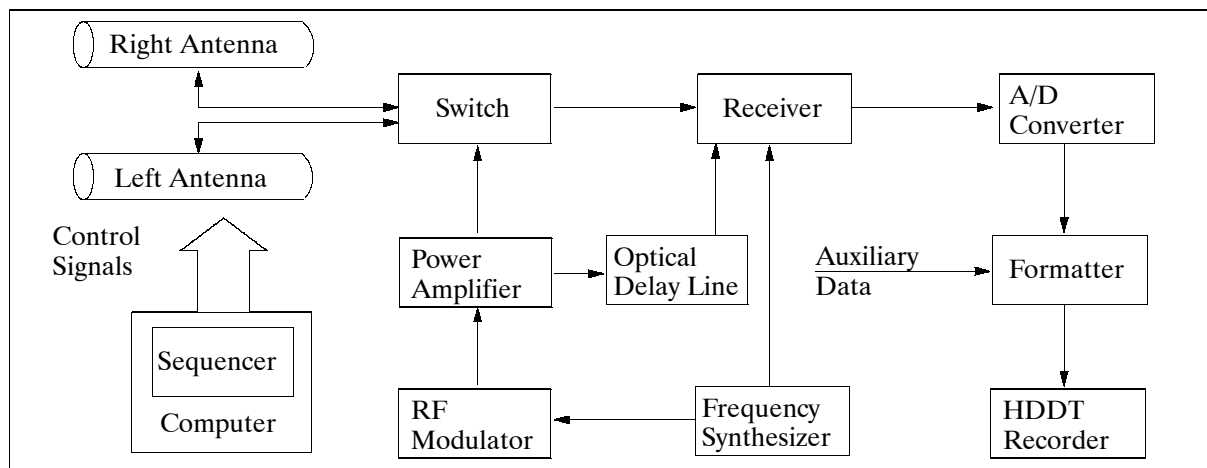 Right Antenna
Switch
Receiver
A/D
Converter
Left Antenna
Control
Signals
Power
Amplifier
Optical
Delay Line
Auxiliary
Data
Formatter
Sequencer
Computer
RF
Modulator
Frequency
Synthesizer
HDDT
Recorder